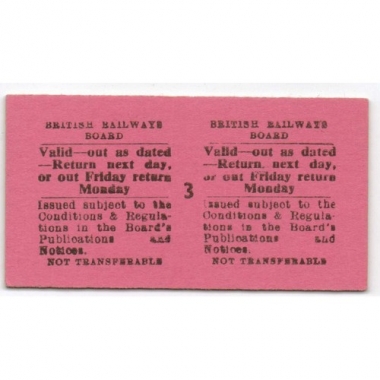 BRITISH RAILWAYS
BOARD
Valid—out as dated
—Return next day,
or out Friday return
Monday
Issued subject to the
Conditions & Regula-
tions in the Board's
Publications and
Notices.
NOT TRANSFERABLE
3
BRITISH RAILWAYS
BOARD
Valid—out as dated
—Return next day,
or out Friday return
Monday
Issued subject to the
Conditions & Regula-
tions in the Board's
Publications and
Notices.
NOT TRANSFERABLE